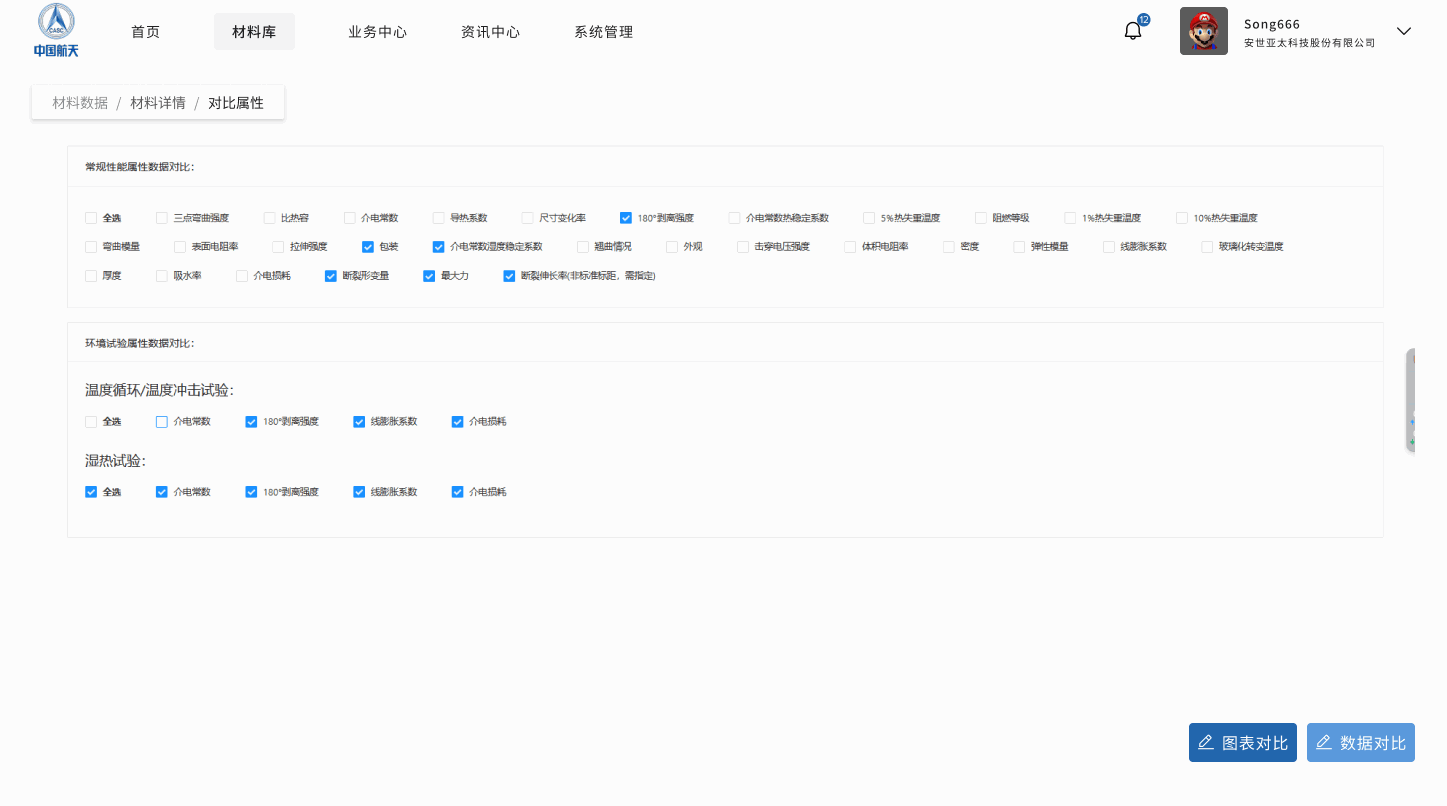 CASC
中国航天
首页 材料库 业务中心 资讯中心 系统管理
12
Song666
安世亚太科技股份有限公司
材料数据 / 材料详情 / 对比属性
常规性能属性数据对比:
全选 三点弯曲强度 比热容 介电常数 导热系数 尺寸变化率 180°剥离强度 介电常数热稳定系数 5%热失重温度 阻燃等级 1%热失重温度 10%热失重温度
弯曲模量 表面电阻率 拉伸强度 包装 介电常数湿度稳定系数 翘曲情况 外观 击穿电压强度 体积电阻率 密度 弹性模量 线膨胀系数 玻璃化转变温度
厚度 吸水率 介电损耗 断裂形变量 最大力 断裂伸长率(非标准标距，需指定)
环境试验属性数据对比:
温度循环/温度冲击试验:
全选 介电常数 180°剥离强度 线膨胀系数 介电损耗
湿热试验:
全选 介电常数 180°剥离强度 线膨胀系数 介电损耗
图表对比 数据对比